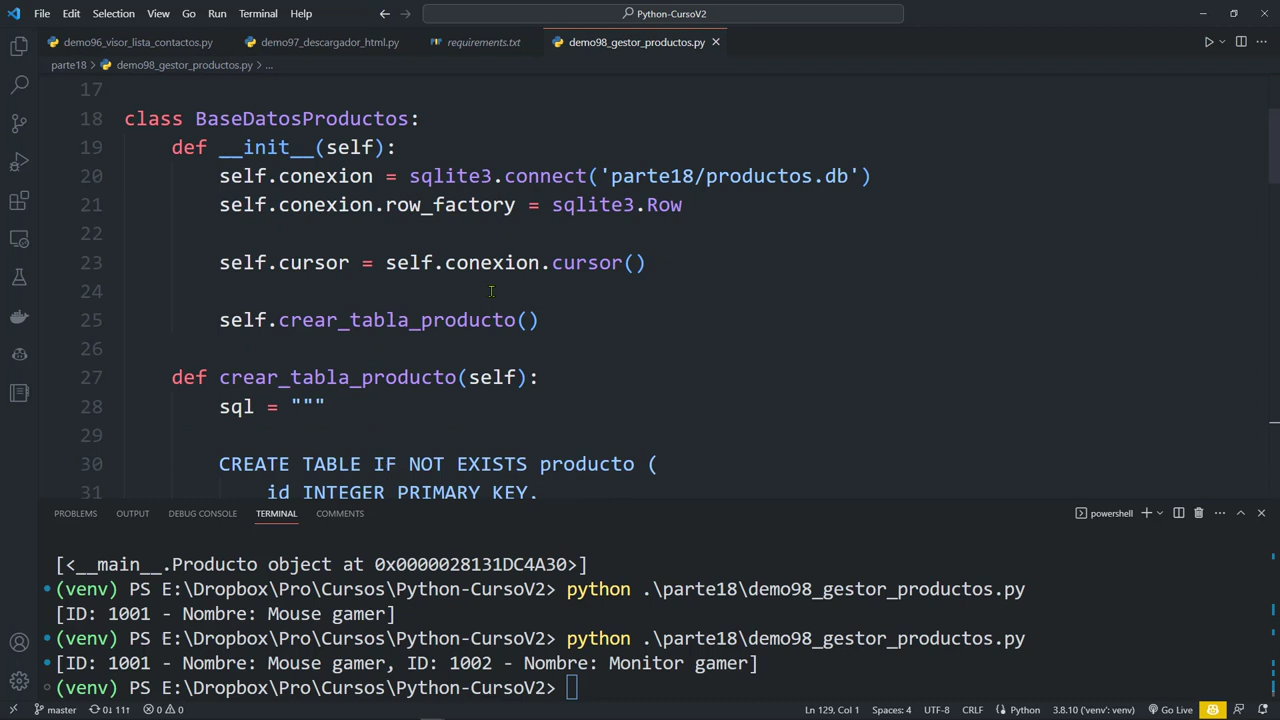 File Edit Selection View Go Run Terminal Help Python-CursoV2
demo96_visor_lista_contactos.py demo97_descargador_html.py requirements.txt demo98_gestor_productos.py
parte18 > demo98_gestor_productos.py > ...
17
18 class BaseDatosProductos:
19 def __init__(self):
20 self.conexion = sqlite3.connect('parte18/productos.db')
21 self.conexion.row_factory = sqlite3.Row
22
23 self.cursor = self.conexion.cursor()
24
25 self.crear_tabla_producto()
26
27 def crear_tabla_producto(self):
28 sql = """
29
30 CREATE TABLE IF NOT EXISTS producto (
31 id INTEGER PRIMARY KEY,
PROBLEMS OUTPUT DEBUG CONSOLE TERMINAL COMMENTS powershell
[<__main__.Producto object at 0x0000028131DC4A30>]
(venv) PS E:\Dropbox\Pro\Cursos\Python-CursoV2> python .\parte18\demo98_gestor_productos.py
[ID: 1001 - Nombre: Mouse gamer]
(venv) PS E:\Dropbox\Pro\Cursos\Python-CursoV2> python .\parte18\demo98_gestor_productos.py
[ID: 1001 - Nombre: Mouse gamer, ID: 1002 - Nombre: Monitor gamer]
(venv) PS E:\Dropbox\Pro\Cursos\Python-CursoV2>
master 0↓ 11↑ 0 0 Ln 129, Col 1 Spaces: 4 UTF-8 CRLF Python 3.8.10 ('venv': venv) Go Live